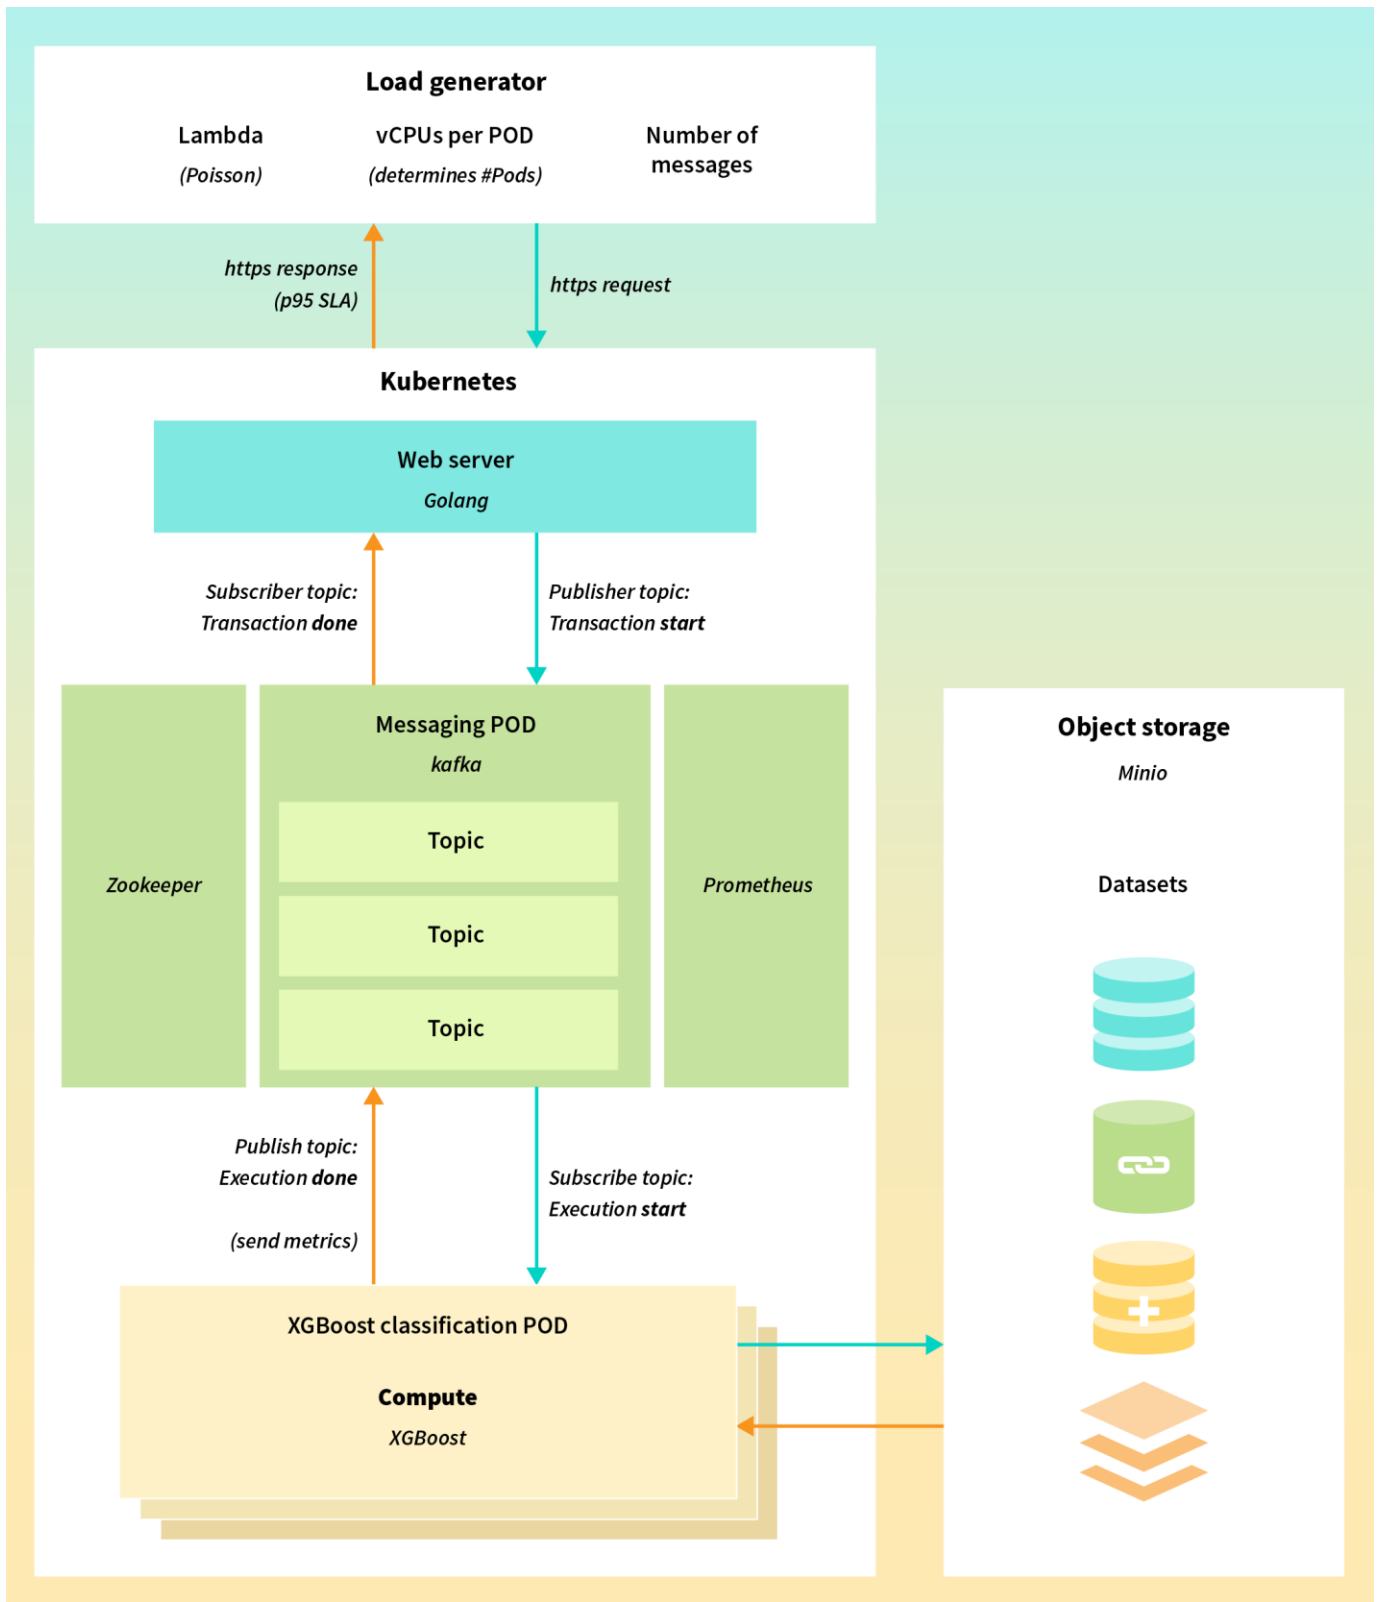 Load generator
Lambda
(Poisson)
vCPUs per POD
(determines #Pods)
Number of
messages
https response
(p95 SLA)
https request
Kubernetes
Web server
Golang
Subscriber topic:
Transaction done
Publisher topic:
Transaction start
Zookeeper
Messaging POD
kafka
Topic
Topic
Topic
Prometheus
Publish topic:
Execution done
(send metrics)
Subscribe topic:
Execution start
XGBoost classification POD
Compute
XGBoost
Object storage
Minio
Datasets